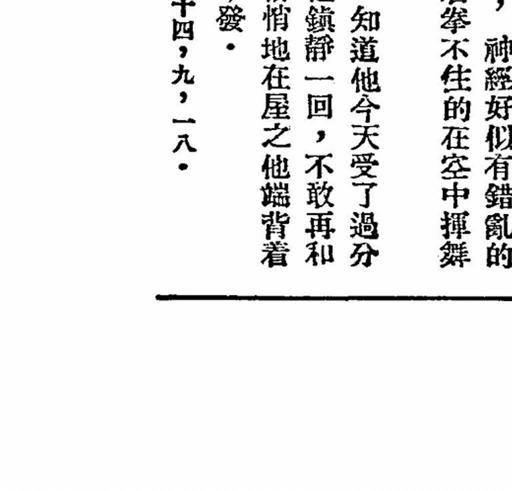 ，神經好似有錯亂的
拳不住的在空中揮舞
知道他今天受了過分
鎮靜一回，不敢再和
悄地在屋之他端背着
發．
十四，九，一八．